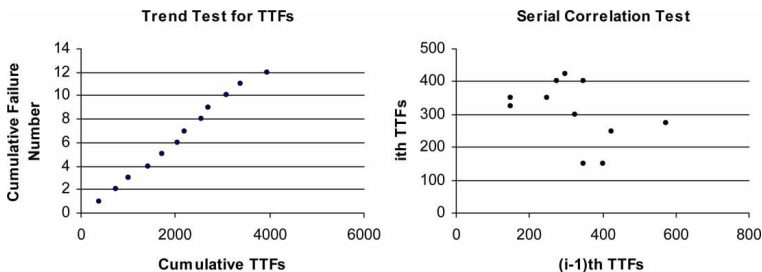 Trend Test for TTFs
Cumulative Failure
Number
14
12
10
8
6
4
2
0
0 2000 4000 6000
Cumulative TTFs
Serial Correlation Test
ith TTFs
500
400
300
200
100
0
0 200 400 600 800
(i-1)th TTFs